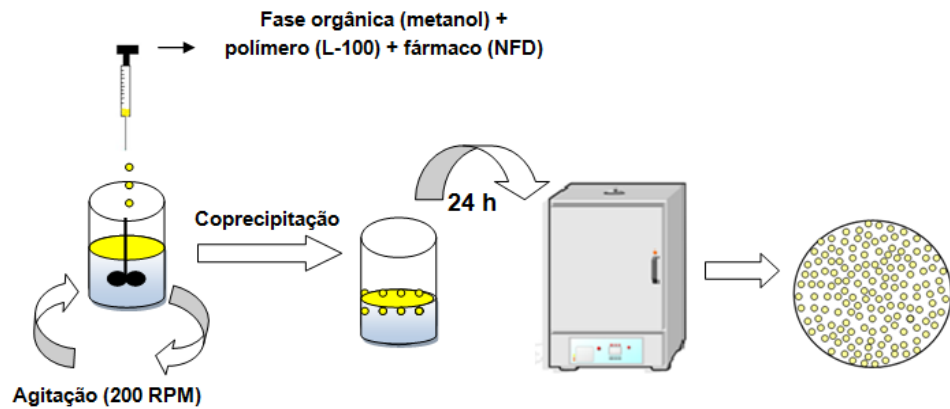 Fase orgânica (metanol) +
polímero (L-100) + fármaco (NFD)
Coprecipitação
24 h
Agitação (200 RPM)